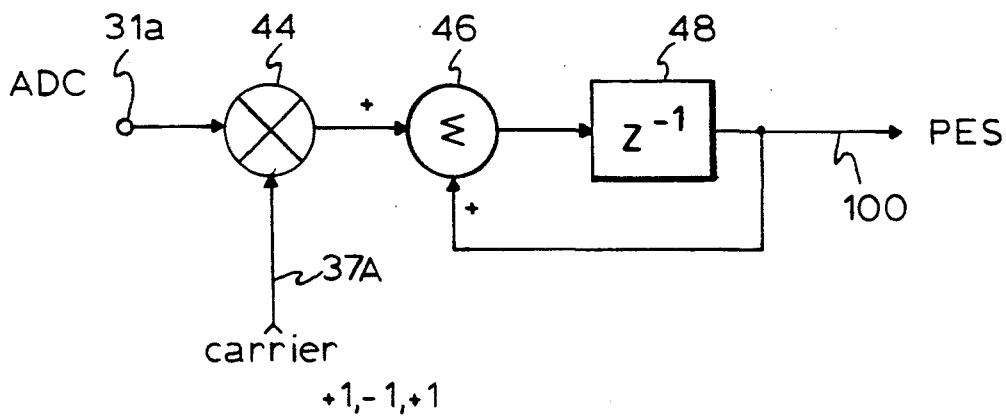 31a
44
46
48
ADC
+
Σ
z⁻¹
PES
+
100
37A
carrier
+1,-1,+1